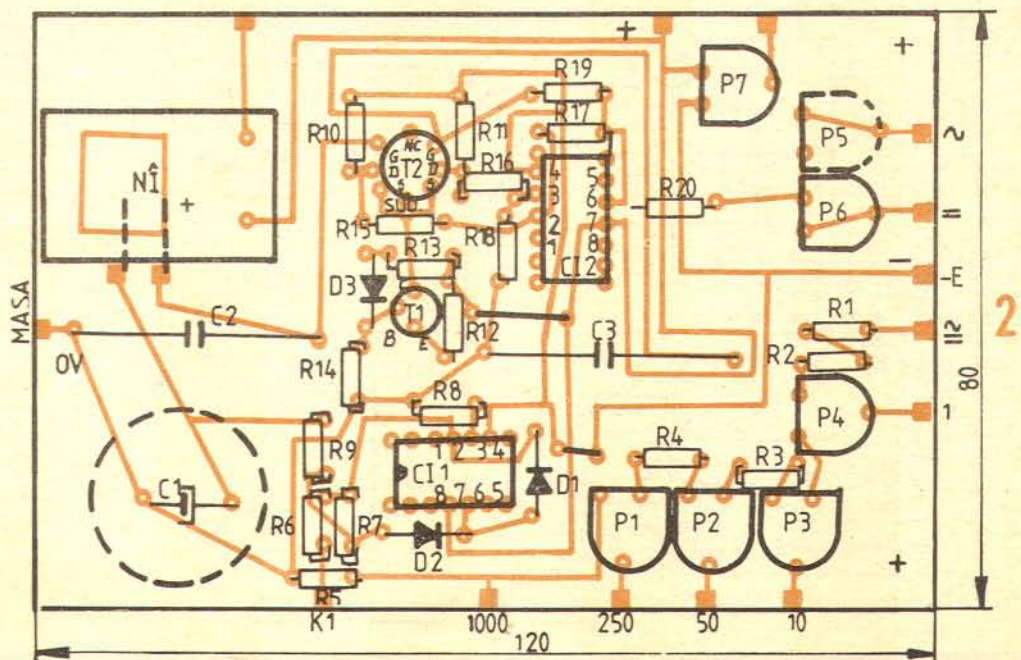 +
+
R19
P7
R17
R10
R11
NC
G
G
T2
D
D
S
S
R16
P5
~
NÎ
+
4
5
3
6
R20
SUB
P6
=
R15
R18
2
7
R13
1
8
D3
CI2
-
-E
MASA
T1
B
E
R12
C2
C3
R1
2
0V
R14
R2
R8
P4
1
80
R9
1 2 3 4
R4
CI1
R3
C1
8 7 6 5
D1
R6
R7
P1
P2
P3
D2
R5
+
K1
1000
250
50
10
120